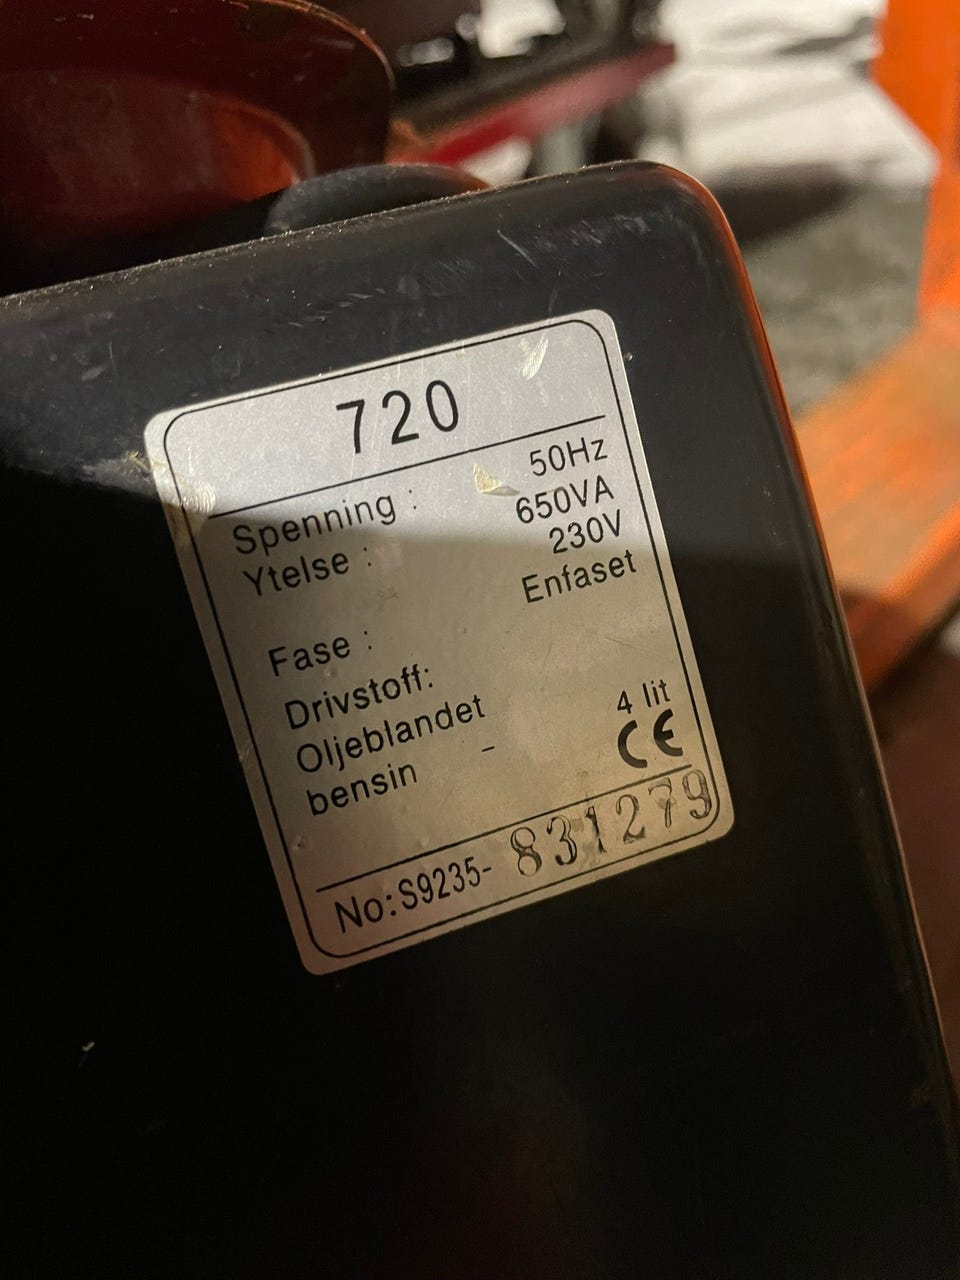 720
50Hz
Spenning : 650VA
Ytelse : 230V
Enfaset
Fase :
Drivstoff:
Oljeblandet 4 lit
bensin - CE
No:S9235- 831279